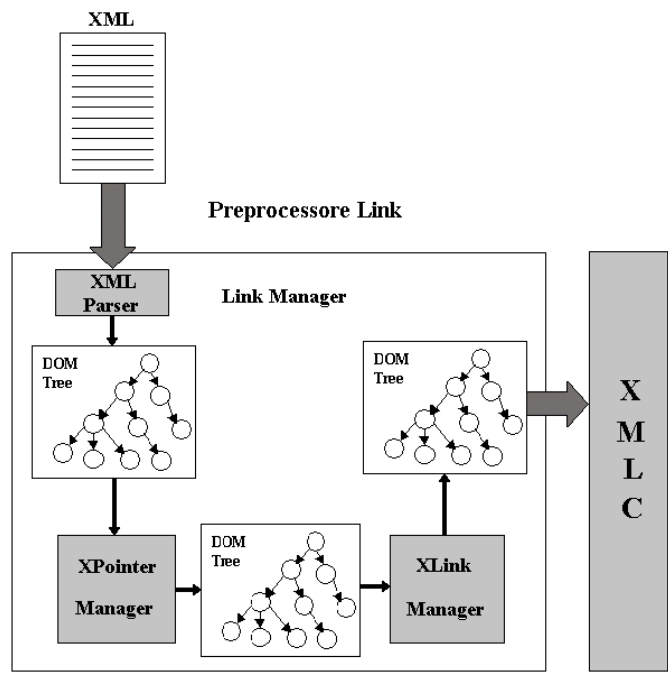 XML
Preprocessore Link
XML
Parser
Link Manager
DOM
Tree
DOM
Tree
XPointer
Manager
DOM
Tree
XLink
Manager
X
M
L
C